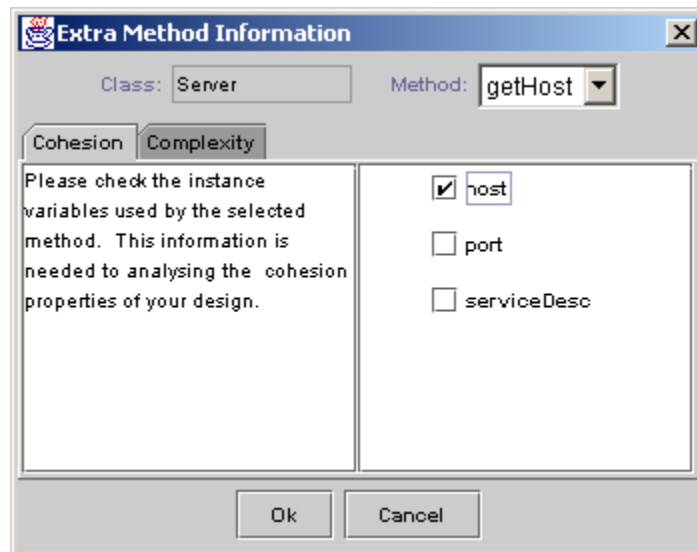 Extra Method Information
Class: Server Method: getHost
Cohesion Complexity
Please check the instance
variables used by the selected
method. This information is
needed to analysing the cohesion
properties of your design.
host
port
serviceDesc
Ok Cancel